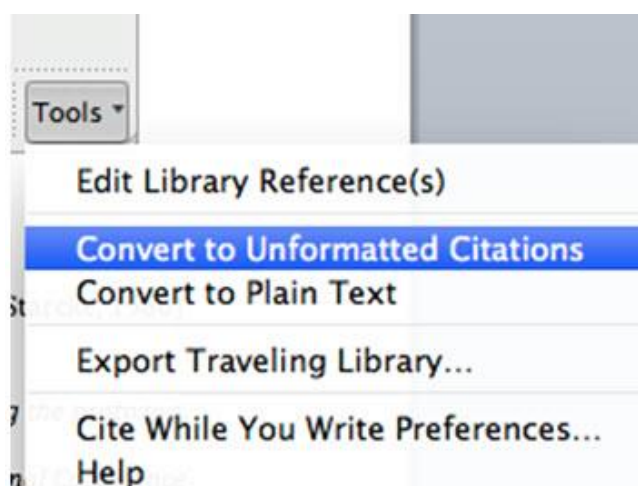 Tools
Edit Library Reference(s)
Convert to Unformatted Citations
Convert to Plain Text
Export Traveling Library...
Cite While You Write Preferences...
Help